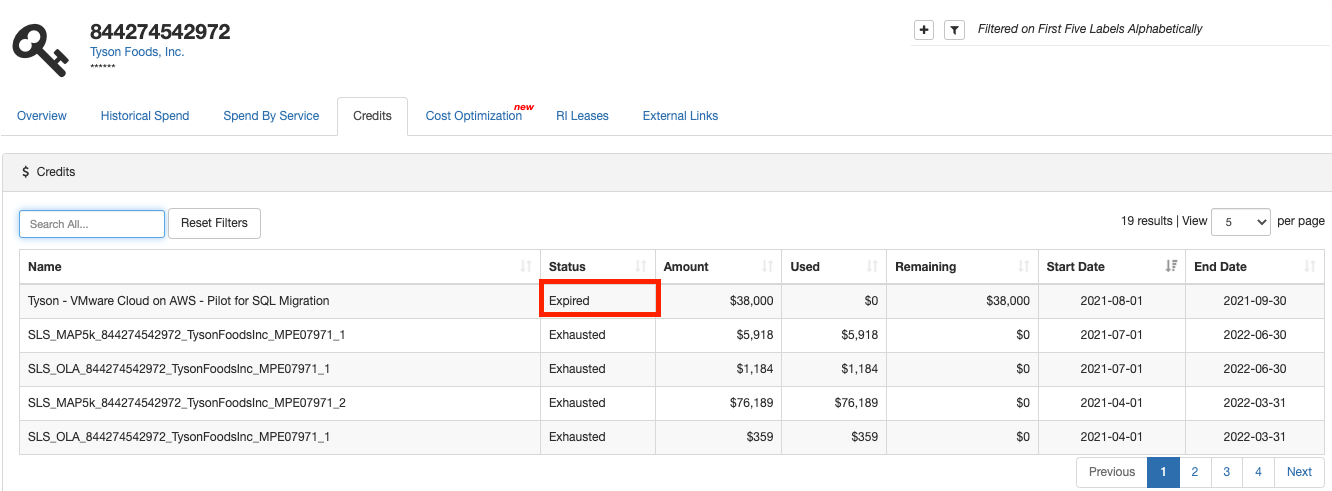 844274542972
Tyson Foods, Inc.
******
Filtered on First Five Labels Alphabetically
Overview Historical Spend Spend By Service Credits Cost Optimization new RI Leases External Links
$ Credits
Search All... Reset Filters 19 results | View 5 per page
Name Status Amount Used Remaining Start Date End Date
Tyson - VMware Cloud on AWS - Pilot for SQL Migration Expired $38,000 $0 $38,000 2021-08-01 2021-09-30
SLS_MAP5k_844274542972_TysonFoodsInc_MPE07971_1 Exhausted $5,918 $5,918 $0 2021-07-01 2022-06-30
SLS_OLA_844274542972_TysonFoodsInc_MPE07971_1 Exhausted $1,184 $1,184 $0 2021-07-01 2022-06-30
SLS_MAP5k_844274542972_TysonFoodsInc_MPE07971_2 Exhausted $76,189 $76,189 $0 2021-04-01 2022-03-31
SLS_OLA_844274542972_TysonFoodsInc_MPE07971_1 Exhausted $359 $359 $0 2021-04-01 2022-03-31
Previous 1 2 3 4 Next